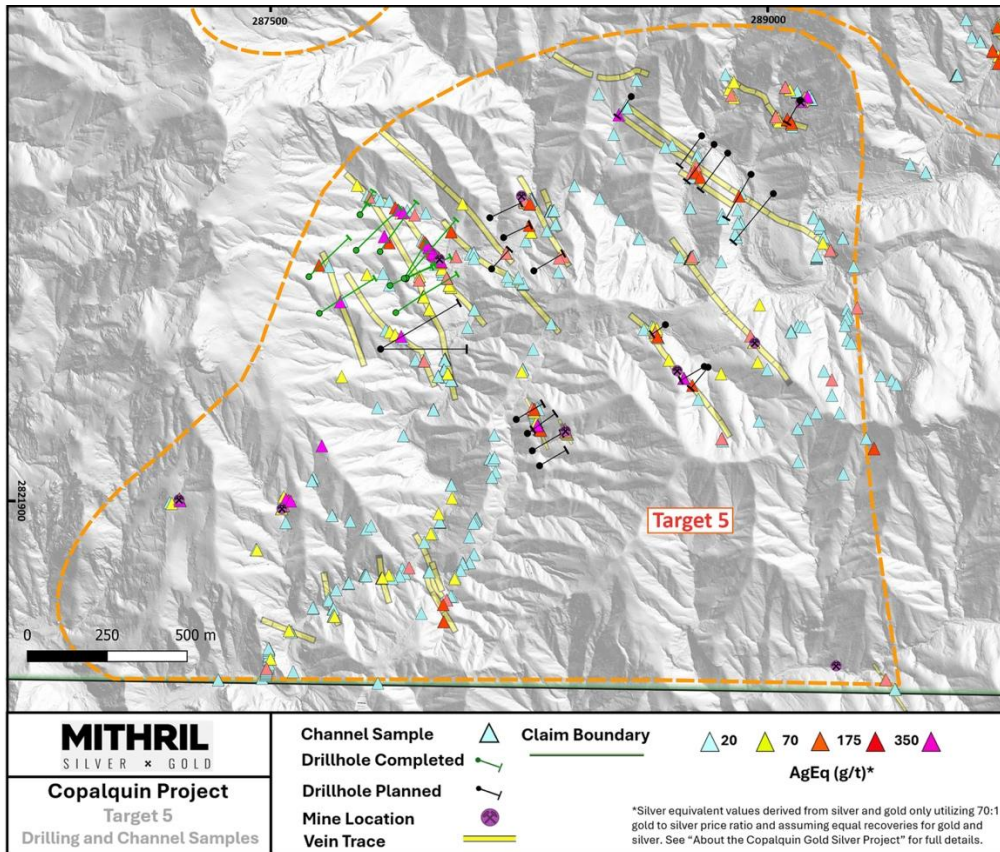 287500
289000
2821900
Target 5
0 250 500 m
MITHRIL
SILVER × GOLD
Copalquin Project
Target 5
Drilling and Channel Samples
Channel Sample
Drillhole Completed
Drillhole Planned
Mine Location
Vein Trace
Claim Boundary
20 70 175 350
AgEq (g/t)*
*Silver equivalent values derived from silver and gold only utilizing 70:1
gold to silver price ratio and assuming equal recoveries for gold and
silver. See “About the Copalquin Gold Silver Project” for full details.